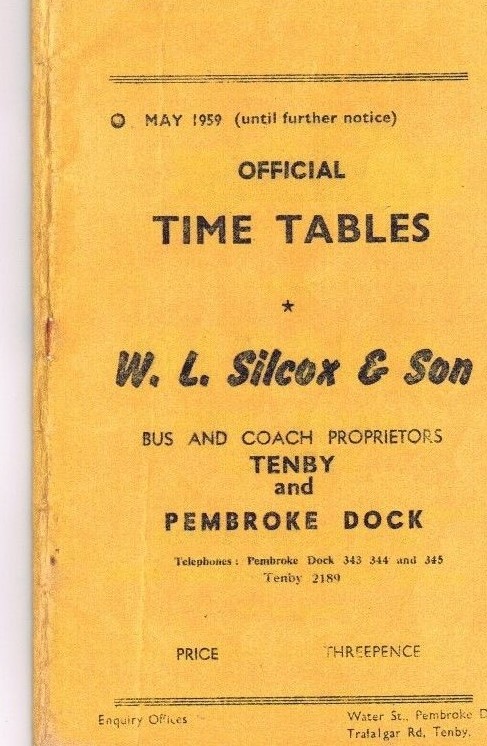 MAY 1959 (until further notice)
OFFICIAL
TIME TABLES
W. L. Silcox & Son
BUS AND COACH PROPRIETORS
TENBY
and
PEMBROKE DOCK
Telephones: Pembroke Dock 343 344 and 345
Tenby 2189
PRICE THREEPENCE
Enquiry Offices Water St., Pembroke D
Trafalgar Rd, Tenby.